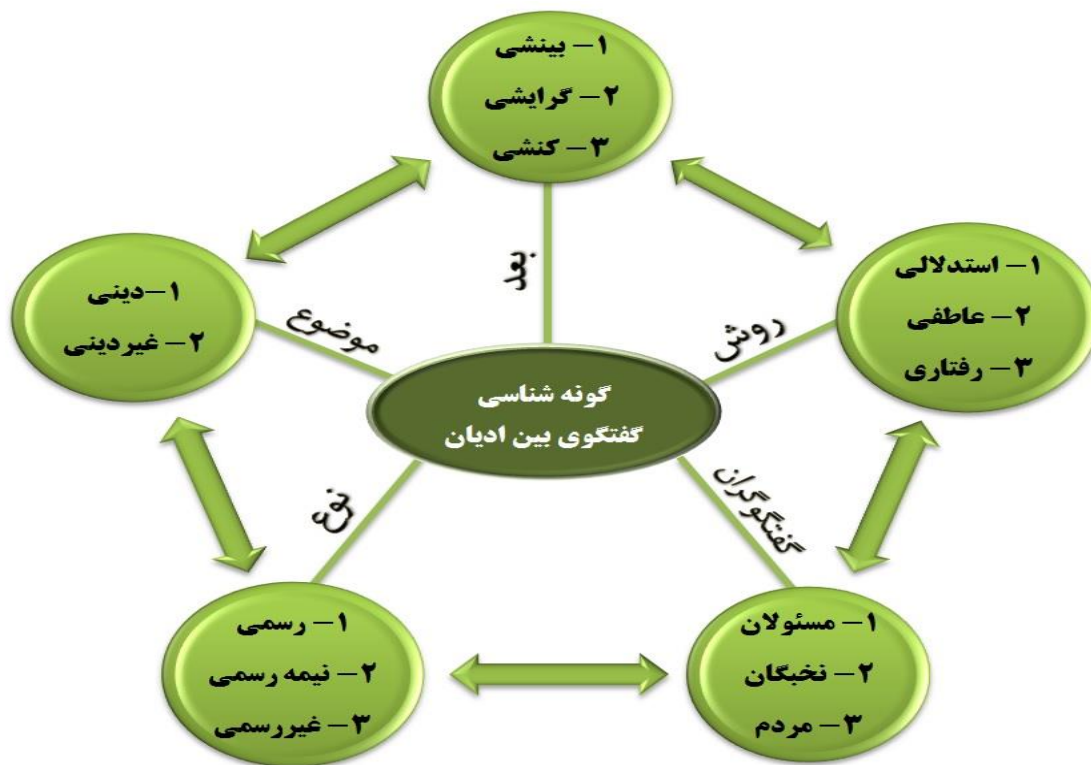 ۱– بینشی
۲– گرایشی
۳– کنشی
بعد
۱– استدلالی
۲– عاطفی
۳– رفتاری
روش
۱–دینی
۲– غیردینی
موضوع
گونه شناسی
گفتگوی بین ادیان
گفتگوگران
نوع
۱– مسئولان
۲– نخبگان
۳– مردم
۱– رسمی
۲– نیمه رسمی
۳– غیررسمی